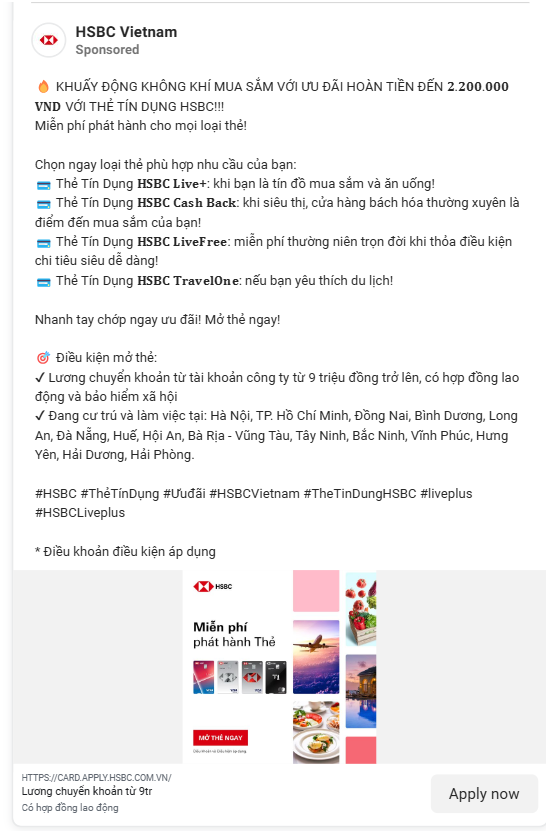 HSBC Vietnam
Sponsored
🔥 KHUẤY ĐỘNG KHÔNG KHÍ MUA SẮM VỚI ƯU ĐÃI HOÀN TIỀN ĐẾN 2.200.000
VND VỚI THẺ TÍN DỤNG HSBC!!!
Miễn phí phát hành cho mọi loại thẻ!
Chọn ngay loại thẻ phù hợp nhu cầu của bạn:
💳 Thẻ Tín Dụng HSBC Live+: khi bạn là tín đồ mua sắm và ăn uống!
💳 Thẻ Tín Dụng HSBC Cash Back: khi siêu thị, cửa hàng bách hóa thường xuyên là
điểm đến mua sắm của bạn!
💳 Thẻ Tín Dụng HSBC LiveFree: miễn phí thường niên trọn đời khi thỏa điều kiện
chi tiêu siêu dễ dàng!
💳 Thẻ Tín Dụng HSBC TravelOne: nếu bạn yêu thích du lịch!
Nhanh tay chớp ngay ưu đãi! Mở thẻ ngay!
🎯 Điều kiện mở thẻ:
✓ Lương chuyển khoản từ tài khoản công ty từ 9 triệu đồng trở lên, có hợp đồng lao
động và bảo hiểm xã hội
✓ Đang cư trú và làm việc tại: Hà Nội, TP. Hồ Chí Minh, Đồng Nai, Bình Dương, Long
An, Đà Nẵng, Huế, Hội An, Bà Rịa - Vũng Tàu, Tây Ninh, Bắc Ninh, Vĩnh Phúc, Hưng
Yên, Hải Dương, Hải Phòng.
#HSBC #ThẻTínDụng #Ưuđãi #HSBCVietnam #TheTinDungHSBC #liveplus
#HSBCLiveplus
* Điều khoản điều kiện áp dụng
HSBC
Miễn phí
phát hành Thẻ
MỞ THẺ NGAY
Điều khoản và Điều kiện áp dụng.
HTTPS://CARD.APPLY.HSBC.COM.VN/
Lương chuyển khoản từ 9tr
Có hợp đồng lao động
Apply now